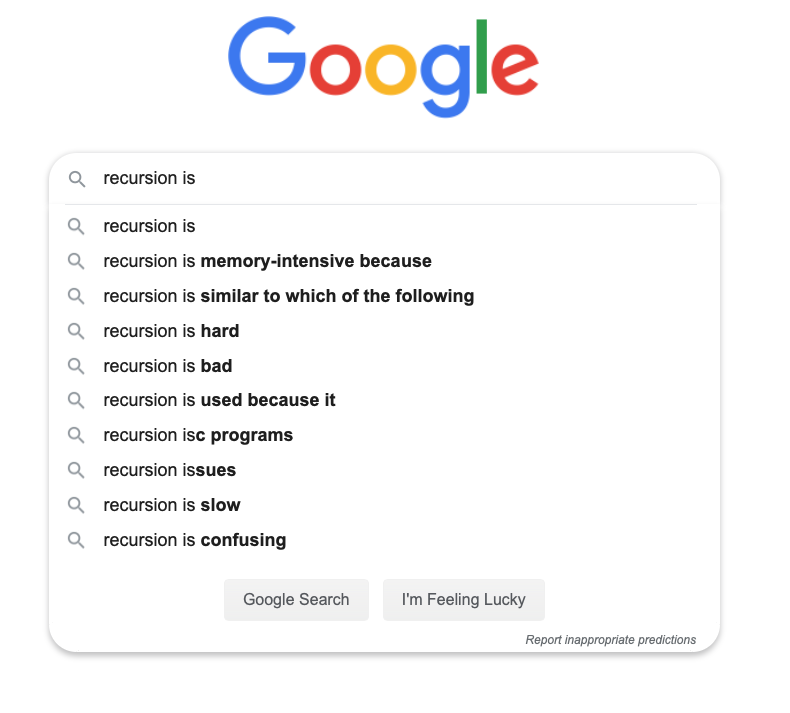 Google
recursion is
recursion is
recursion is memory-intensive because
recursion is similar to which of the following
recursion is hard
recursion is bad
recursion is used because it
recursion isc programs
recursion issues
recursion is slow
recursion is confusing
Google Search
I'm Feeling Lucky
Report inappropriate predictions